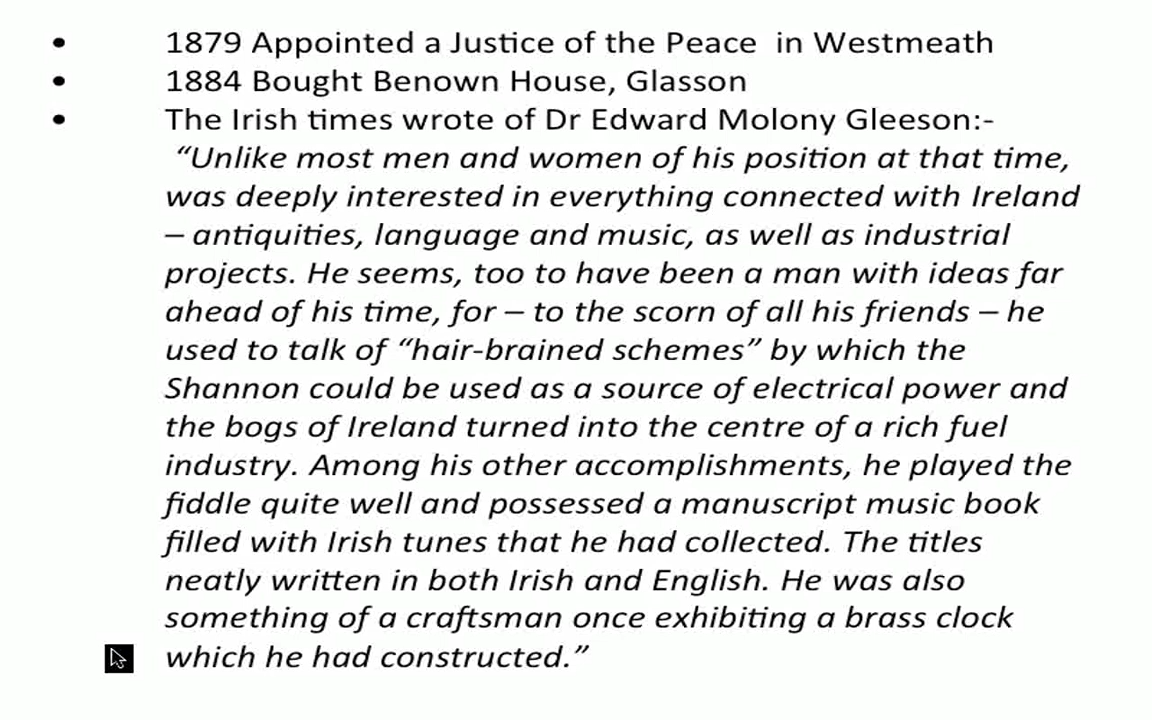 • 1879 Appointed a Justice of the Peace in Westmeath
• 1884 Bought Benown House, Glasson
• The Irish times wrote of Dr Edward Molony Gleeson:-
“Unlike most men and women of his position at that time,
was deeply interested in everything connected with Ireland
– antiquities, language and music, as well as industrial
projects. He seems, too to have been a man with ideas far
ahead of his time, for – to the scorn of all his friends – he
used to talk of “hair-brained schemes” by which the
Shannon could be used as a source of electrical power and
the bogs of Ireland turned into the centre of a rich fuel
industry. Among his other accomplishments, he played the
fiddle quite well and possessed a manuscript music book
filled with Irish tunes that he had collected. The titles
neatly written in both Irish and English. He was also
something of a craftsman once exhibiting a brass clock
which he had constructed.”